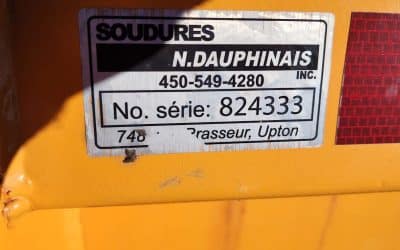 SOUDURES
N.DAUPHINAIS
INC.
450-549-4280
No. série: 824333
748 Brasseur, Upton